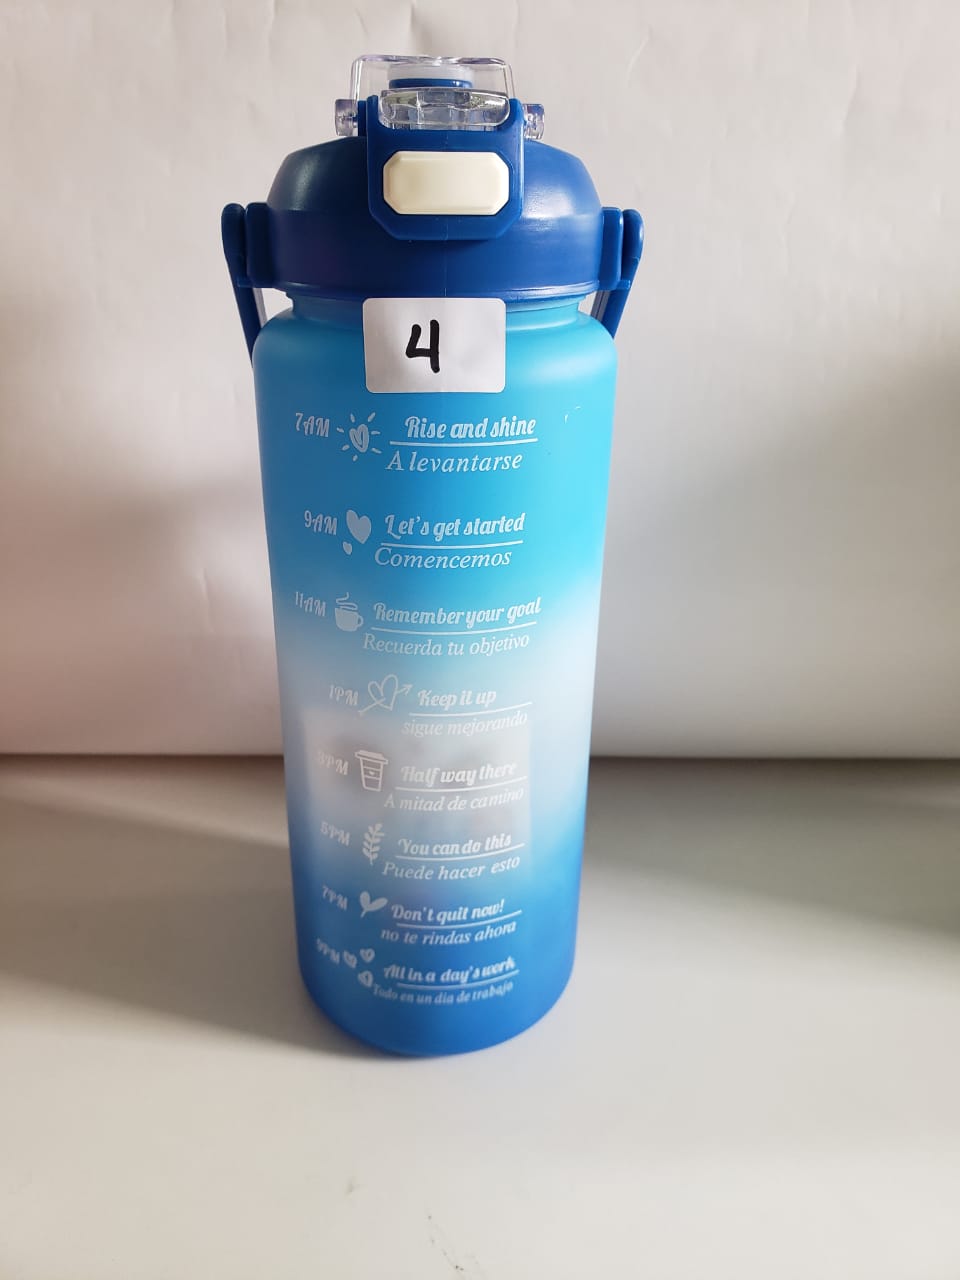 4
7AM Rise and shine
A levantarse
9AM Let's get started
Comencemos
11AM Remember your goal
Recuerda tu objetivo
1PM Keep it up
sigue mejorando
3PM Half way there
A mitad de camino
5PM You can do this
Puede hacer esto
7PM Don't quit now!
no te rindas ahora
9PM All in a day's work
Todo en un dia de trabajo